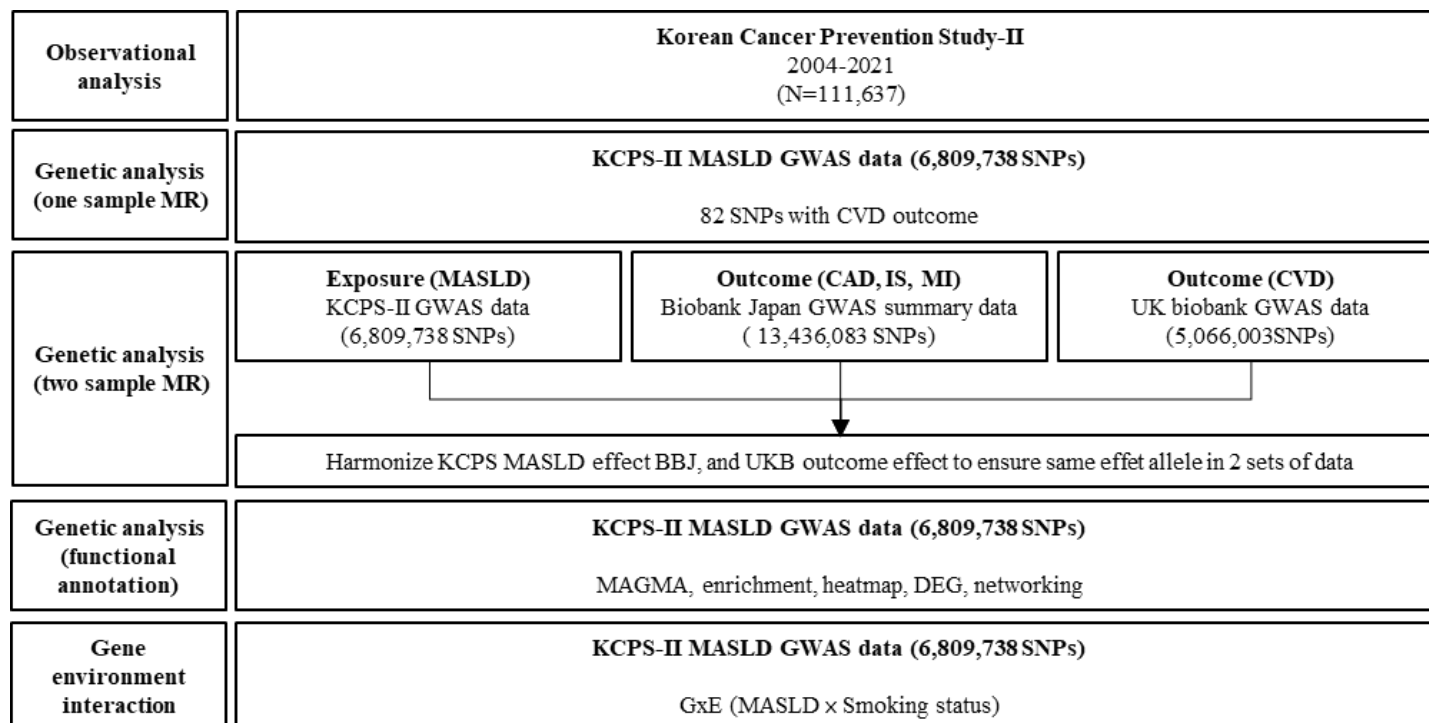 Observational
analysis
Korean Cancer Prevention Study-II
2004-2021
(N=111,637)
Genetic analysis
(one sample MR)
KCPS-II MASLD GWAS data (6,809,738 SNPs)
82 SNPs with CVD outcome
Genetic analysis
(two sample MR)
Exposure (MASLD)
KCPS-II GWAS data
(6,809,738 SNPs)
Outcome (CAD, IS, MI)
Biobank Japan GWAS summary data
( 13,436,083 SNPs)
Outcome (CVD)
UK biobank GWAS data
(5,066,003SNPs)
Harmonize KCPS MASLD effect BBJ, and UKB outcome effect to ensure same effet allele in 2 sets of data
Genetic analysis
(functional
annotation)
KCPS-II MASLD GWAS data (6,809,738 SNPs)
MAGMA, enrichment, heatmap, DEG, networking
Gene
environment
interaction
KCPS-II MASLD GWAS data (6,809,738 SNPs)
GxE (MASLD × Smoking status)